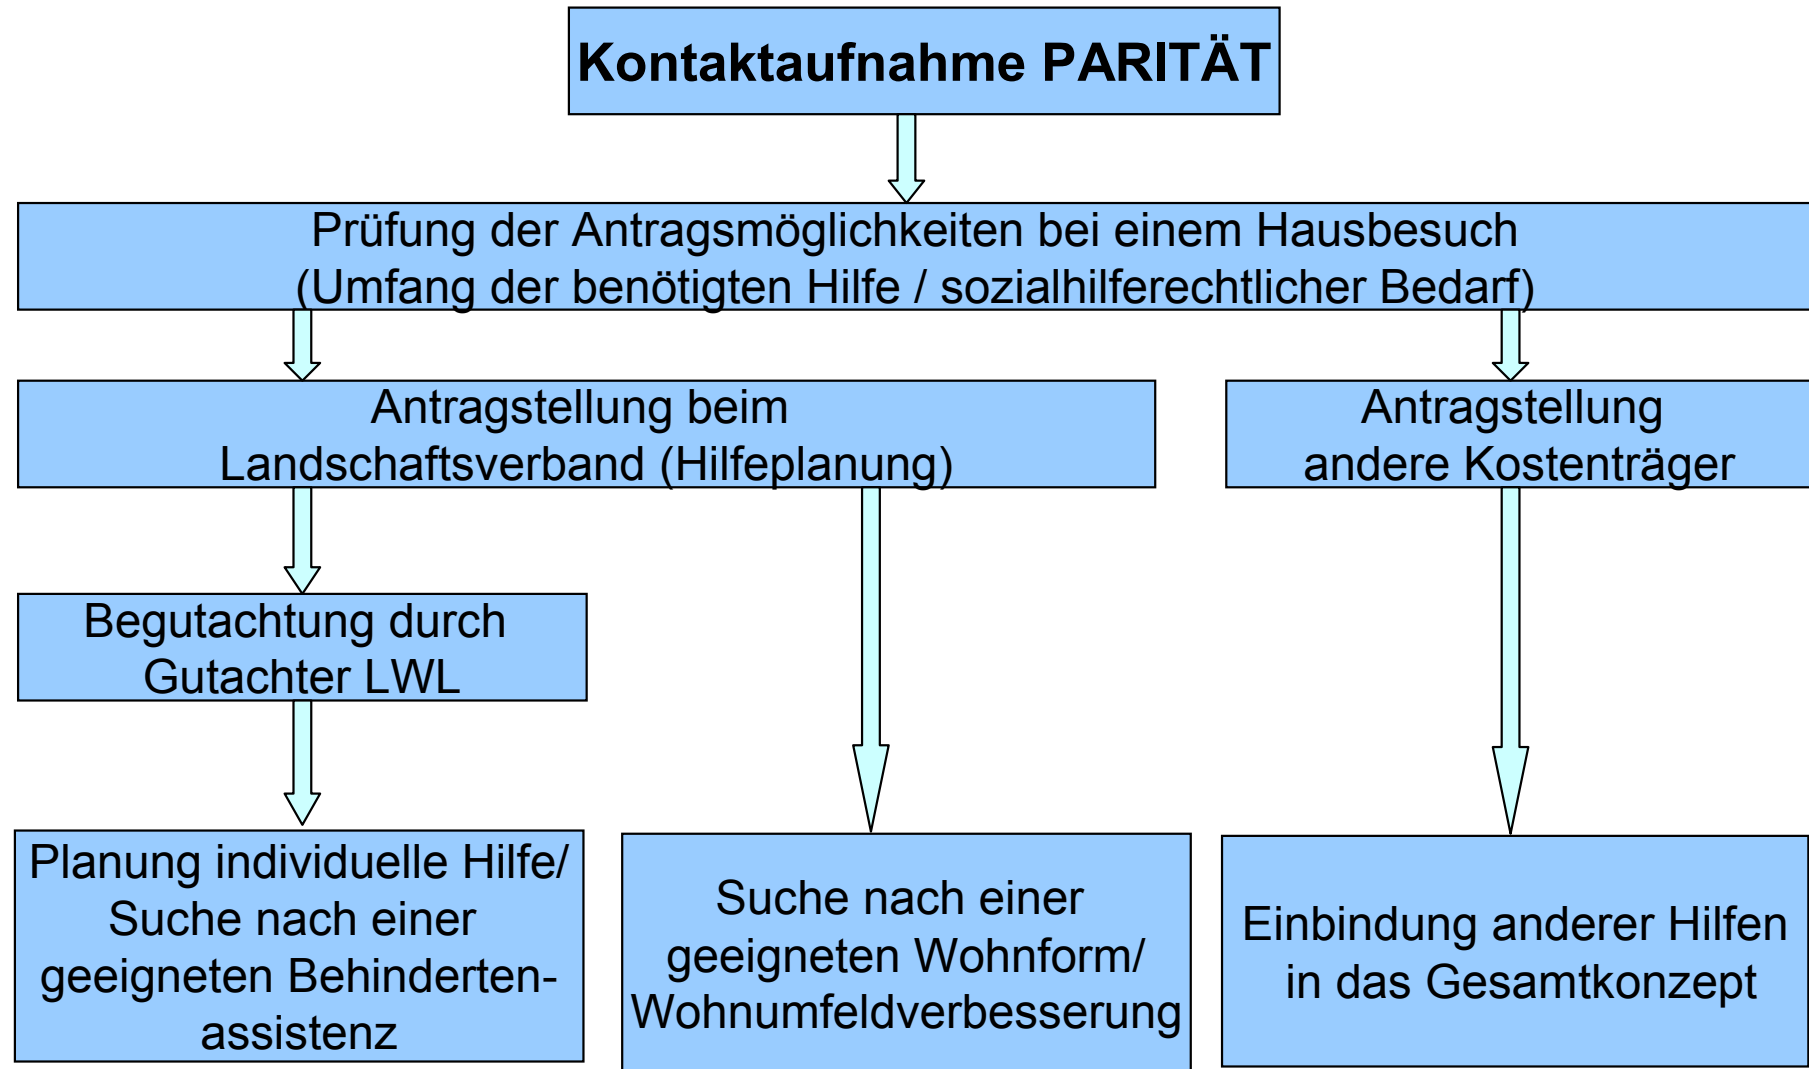 Kontaktaufnahme PARITÄT
Prüfung der Antragsmöglichkeiten bei einem Hausbesuch
(Umfang der benötigten Hilfe / sozialhilferechtlicher Bedarf)
Antragstellung beim
Landschaftsverband (Hilfeplanung)
Antragstellung
andere Kostenträger
Begutachtung durch
Gutachter LWL
Planung individuelle Hilfe/
Suche nach einer
geeigneten Behinderten-
assistenz
Suche nach einer
geeigneten Wohnform/
Wohnumfeldverbesserung
Einbindung anderer Hilfen
in das Gesamtkonzept